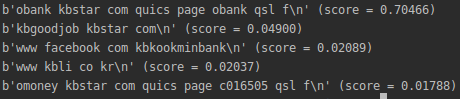 b'obank kbstar com quics page obank qsl f\n' (score = 0.70466)
b'kbgoodjob kbstar com\n' (score = 0.04900)
b'www facebook com kbkookminbank\n' (score = 0.02089)
b'www kbli co kr\n' (score = 0.02037)
b'omoney kbstar com quics page c016505 qsl f\n' (score = 0.01788)